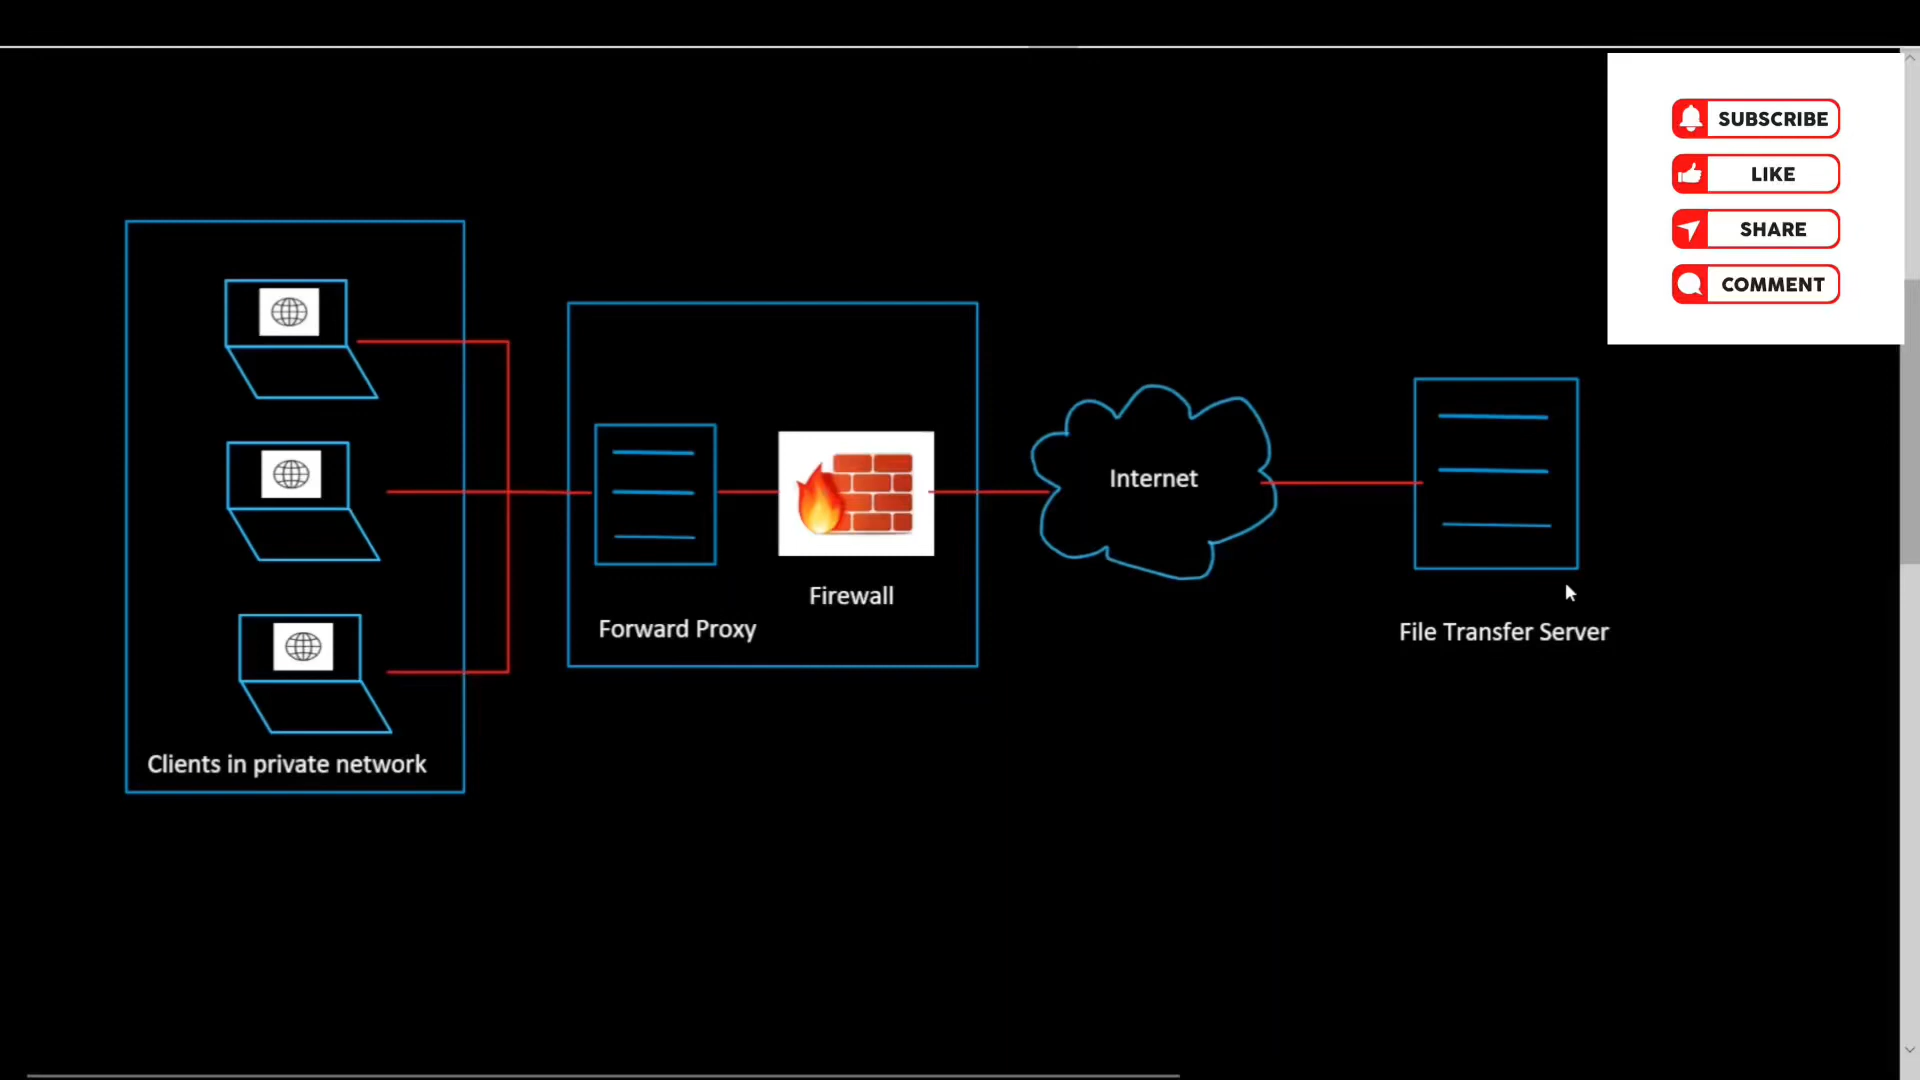 SUBSCRIBE
LIKE
SHARE
COMMENT
Internet
Firewall
Forward Proxy
File Transfer Server
Clients in private network